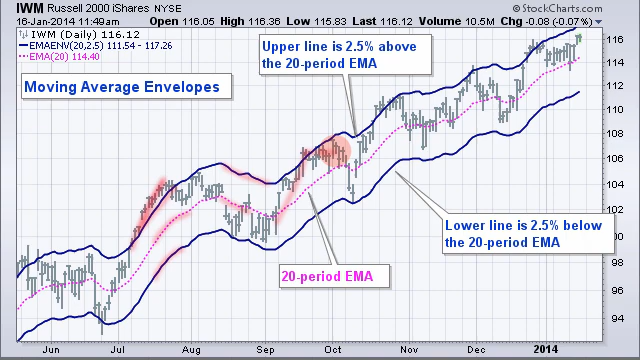 IWM Russell 2000 iShares NYSE
© StockCharts.com
16-Jan-2014 11:49am Open 116.05 High 116.36 Low 115.83 Last 116.12 Volume 10.5M Chg -0.08 (-0.07%)
IWM (Daily) 116.12
EMAENV(20,2.5) 111.54 - 117.26
EMA(20) 114.40
Moving Average Envelopes
Upper line is 2.5% above
the 20-period EMA
Lower line is 2.5% below
the 20-period EMA
20-period EMA
116
114
112
110
108
106
104
102
100
98
96
94
Jun Jul Aug Sep Oct Nov Dec 2014